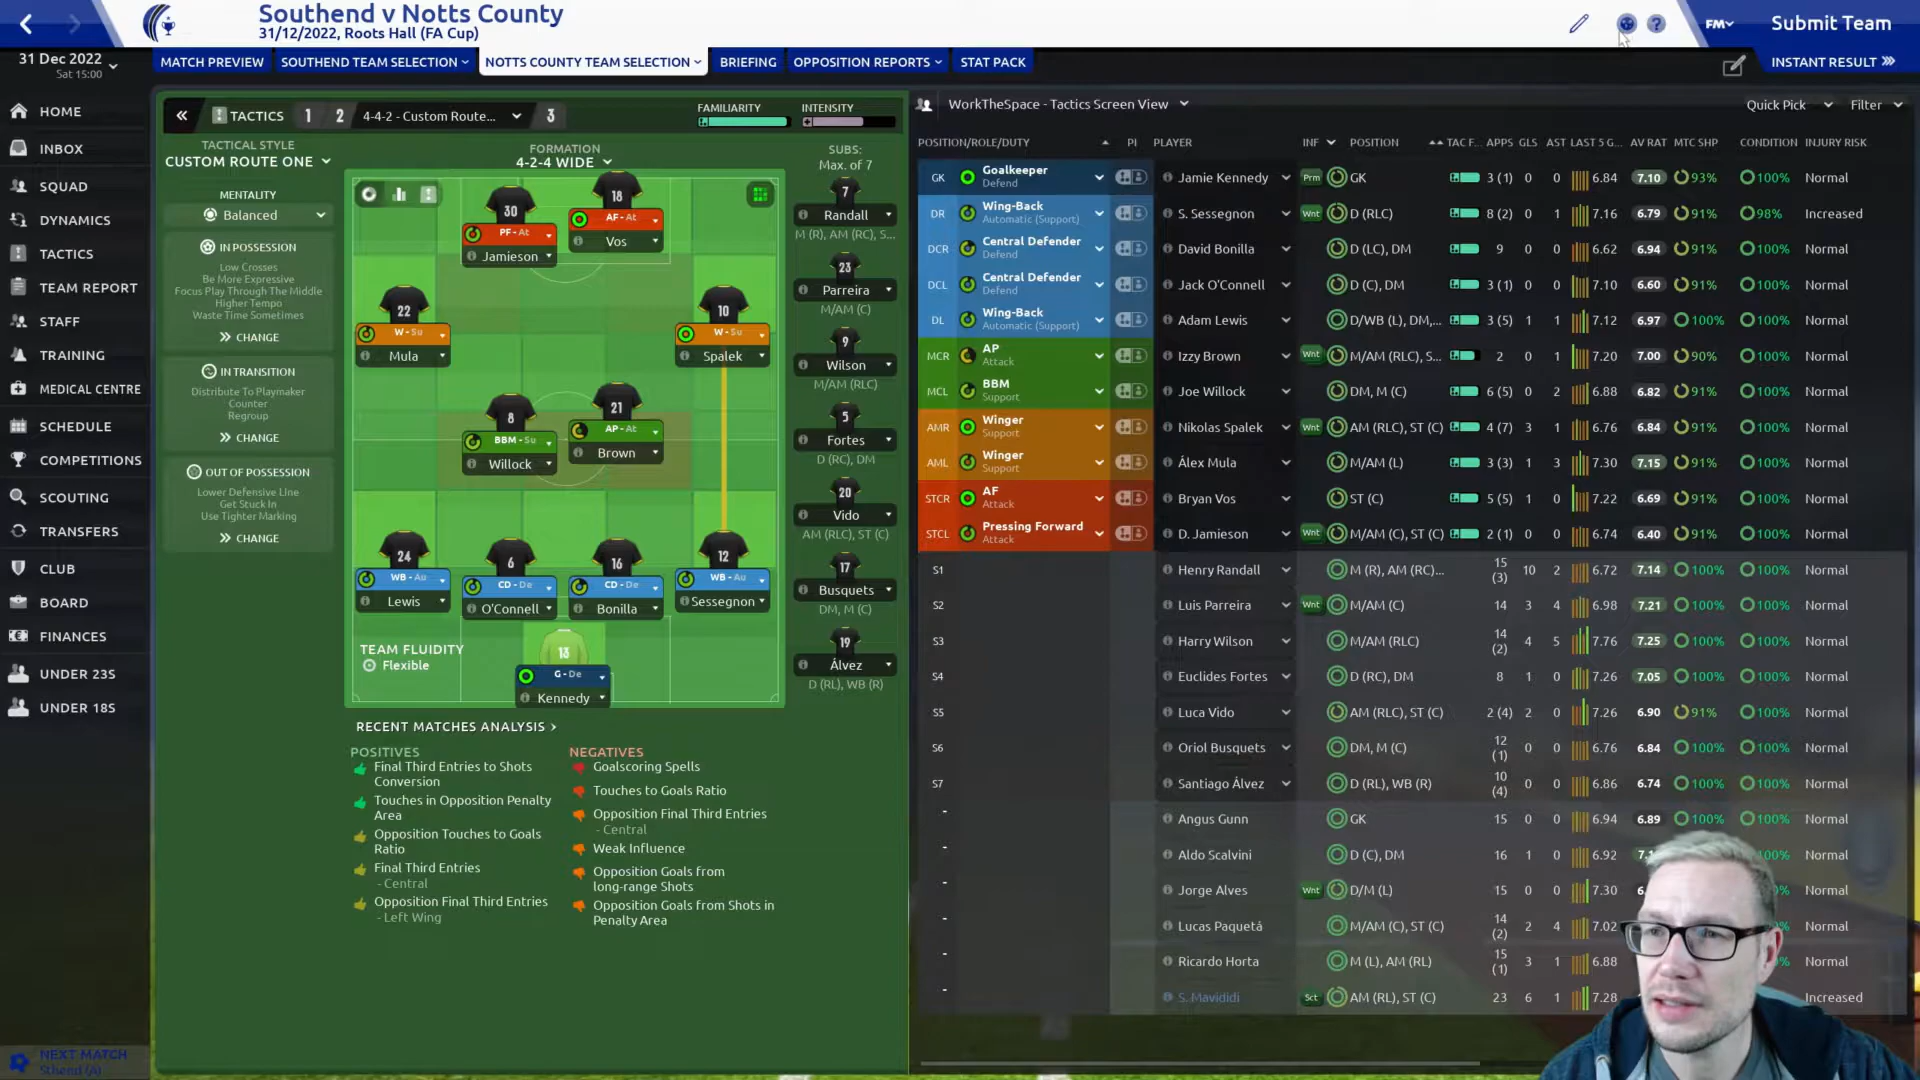 Southend v Notts County
31/12/2022, Roots Hall (FA Cup)
FM
Submit Team
31 Dec 2022
Sat 15:00
MATCH PREVIEW
SOUTHEND TEAM SELECTION
NOTTS COUNTY TEAM SELECTION
BRIEFING
OPPOSITION REPORTS
STAT PACK
INSTANT RESULT
HOME
INBOX
SQUAD
DYNAMICS
TACTICS
TEAM REPORT
STAFF
TRAINING
MEDICAL CENTRE
SCHEDULE
COMPETITIONS
SCOUTING
TRANSFERS
CLUB
BOARD
FINANCES
UNDER 23S
UNDER 18S
NEXT MATCH
Sthend (A)
TACTICS 1 2 4-4-2 - Custom Route... 3
FAMILIARITY
INTENSITY
TACTICAL STYLE
CUSTOM ROUTE ONE
FORMATION
4-2-4 WIDE
SUBS:
Max. of 7
MENTALITY
Balanced
IN POSSESSION
Low Crosses
Be More Expressive
Focus Play Through The Middle
Higher Tempo
Waste Time Sometimes
CHANGE
IN TRANSITION
Distribute To Playmaker
Counter
Regroup
CHANGE
OUT OF POSSESSION
Lower Defensive Line
Get Stuck In
Use Tighter Marking
CHANGE
30
PF - At
Jamieson
18
AF - At
Vos
22
W - Su
Mula
10
W - Su
Spalek
8
BBM - Su
Willock
21
AP - At
Brown
24
WB - Au
Lewis
6
CD - De
O'Connell
16
CD - De
Bonilla
12
WB - Au
Sessegnon
13
G - De
Kennedy
TEAM FLUIDITY
Flexible
7
Randall
M (R), AM (RC), S...
23
Parreira
M/AM (C)
9
Wilson
M/AM (RLC)
5
Fortes
D (RC), DM
20
Vido
AM (RLC), ST (C)
17
Busquets
DM, M (C)
19
Álvez
D (RL), WB (R)
RECENT MATCHES ANALYSIS
POSITIVES
Final Third Entries to Shots
Conversion
Touches in Opposition Penalty
Area
Opposition Touches to Goals
Ratio
Final Third Entries
- Central
Opposition Final Third Entries
- Left Wing
NEGATIVES
Goalscoring Spells
Touches to Goals Ratio
Opposition Final Third Entries
- Central
Weak Influence
Opposition Goals from
long-range Shots
Opposition Goals from Shots in
Penalty Area
WorkTheSpace - Tactics Screen View
Quick Pick
Filter
POSITION/ROLE/DUTY PI PLAYER INF POSITION TAC F... APPS GLS AST LAST 5 G... AV RAT MTC SHP CONDITION INJURY RISK
GK Goalkeeper Defend Jamie Kennedy Prm GK 3 (1) 0 0 6.84 7.10 93% 100% Normal
DR Wing-Back Automatic (Support) S. Sessegnon Wnt D (RLC) 8 (2) 0 1 7.16 6.79 91% 98% Increased
DCR Central Defender Defend David Bonilla D (LC), DM 9 0 0 6.62 6.94 91% 100% Normal
DCL Central Defender Defend Jack O'Connell D (C), DM 3 (1) 0 0 7.10 6.60 91% 100% Normal
DL Wing-Back Automatic (Support) Adam Lewis D/WB (L), DM,... 3 (5) 1 1 7.12 6.97 100% 100% Normal
MCR AP Attack Izzy Brown Wnt M/AM (RLC), S... 2 0 1 7.20 7.00 90% 100% Normal
MCL BBM Support Joe Willock DM, M (C) 6 (5) 0 2 6.88 6.82 91% 100% Normal
AMR Winger Support Nikolas Spalek Wnt AM (RLC), ST (C) 4 (7) 3 1 6.76 6.84 91% 100% Normal
AML Winger Support Álex Mula M/AM (L) 3 (3) 1 3 7.30 7.15 91% 100% Normal
STCR AF Attack Bryan Vos ST (C) 5 (5) 1 0 7.22 6.69 91% 100% Normal
STCL Pressing Forward Attack D. Jamieson Wnt M/AM (C), ST (C) 2 (1) 0 0 6.74 6.40 91% 100% Normal
S1 Henry Randall M (R), AM (RC)... 15 (3) 10 2 6.72 7.14 100% 100% Normal
S2 Luis Parreira Wnt M/AM (C) 14 3 4 6.98 7.21 100% 100% Normal
S3 Harry Wilson M/AM (RLC) 14 (2) 4 5 7.76 7.25 100% 100% Normal
S4 Euclides Fortes D (RC), DM 8 1 0 7.26 7.05 100% 100% Normal
S5 Luca Vido AM (RLC), ST (C) 2 (4) 2 0 7.26 6.90 91% 100% Normal
S6 Oriol Busquets DM, M (C) 12 (1) 0 0 6.76 6.84 100% 100% Normal
S7 Santiago Álvez D (RL), WB (R) 10 (4) 0 0 6.86 6.74 100% 100% Normal
- Angus Gunn GK 15 0 0 6.94 6.89 100% 100% Normal
- Aldo Scalvini D (C), DM 16 1 0 6.92 100% Normal
- Jorge Alves Wnt D/M (L) 15 0 0 7.30 Normal
- Lucas Paquetá M/AM (C), ST (C) 14 (2) 2 4 7.02 Normal
- Ricardo Horta M (L), AM (RL) 15 (1) 3 1 6.88 Normal
- S. Mavididi Sct AM (RL), ST (C) 23 6 1 7.28 Increased